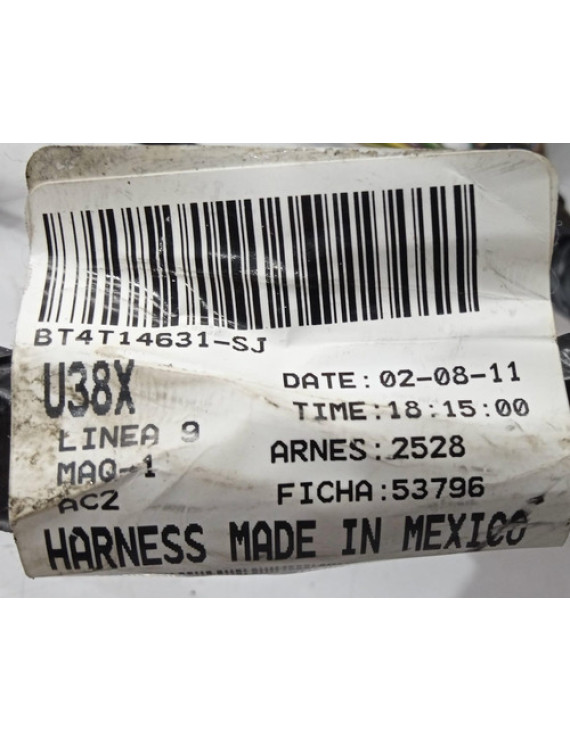 BT4T14631-SJ
U38X
DATE:02-08-11
TIME:18:15:00
LINEA 9
ARNES:2528
MAQ-1
FICHA:53796
AC2
HARNESS MADE IN MEXICO